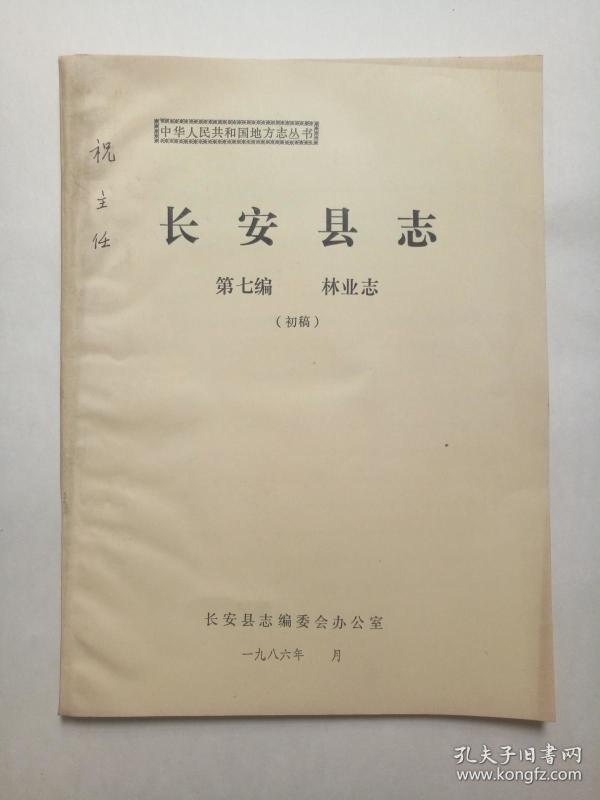 中华人民共和国地方志丛书
祝主任
长安县志
第七编 林业志
（初稿）
长安县志编委会办公室
一九八六年 月
孔夫子旧书网
www.kongfz.com